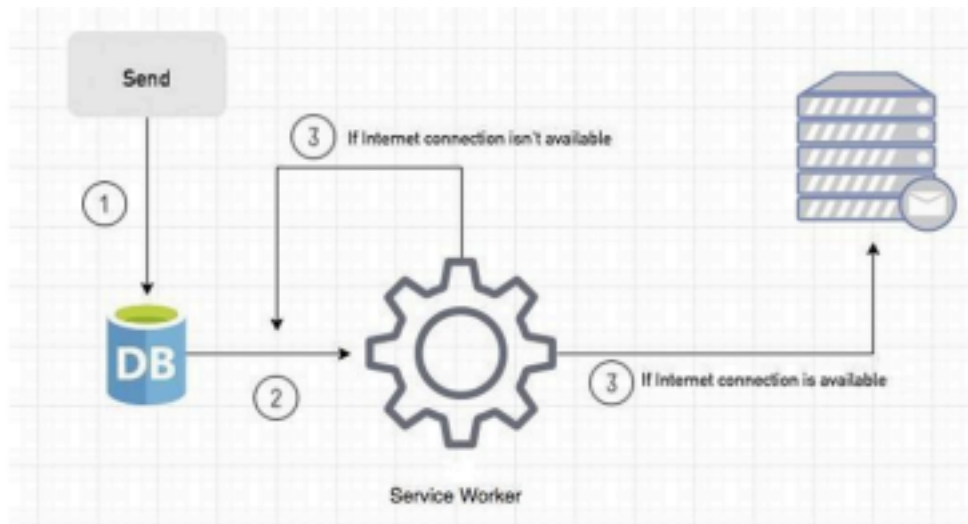 Send
3 If Internet connection isn't available
1
DB
2
3 If Internet connection is available
Service Worker